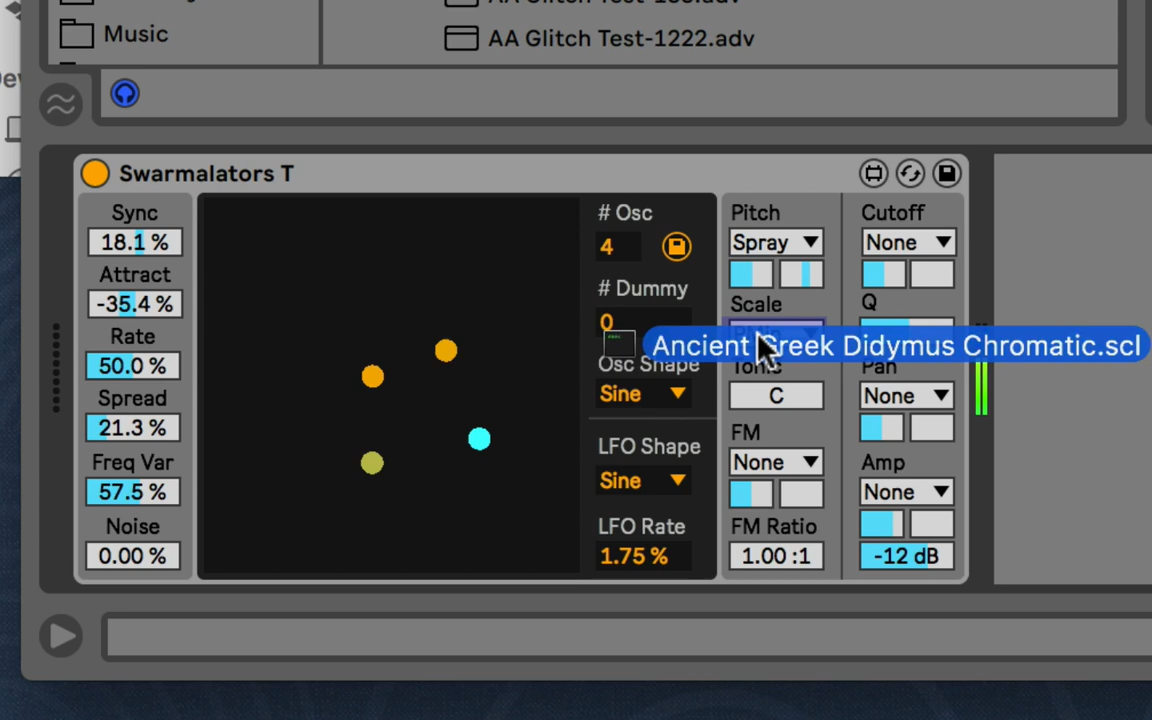 Music
AA Glitch Test-1222.adv
Swarmalators T
Sync
18.1 %
Attract
-35.4 %
Rate
50.0 %
Spread
21.3 %
Freq Var
57.5 %
Noise
0.00 %
# Osc
4
# Dummy
0
Osc Shape
Sine
LFO Shape
Sine
LFO Rate
1.75 %
Pitch
Spray
Scale
Ancient Greek Didymus Chromatic.scl
Tonic
C
FM
None
FM Ratio
1.00 :1
Cutoff
None
Q
Pan
None
Amp
None
-12 dB